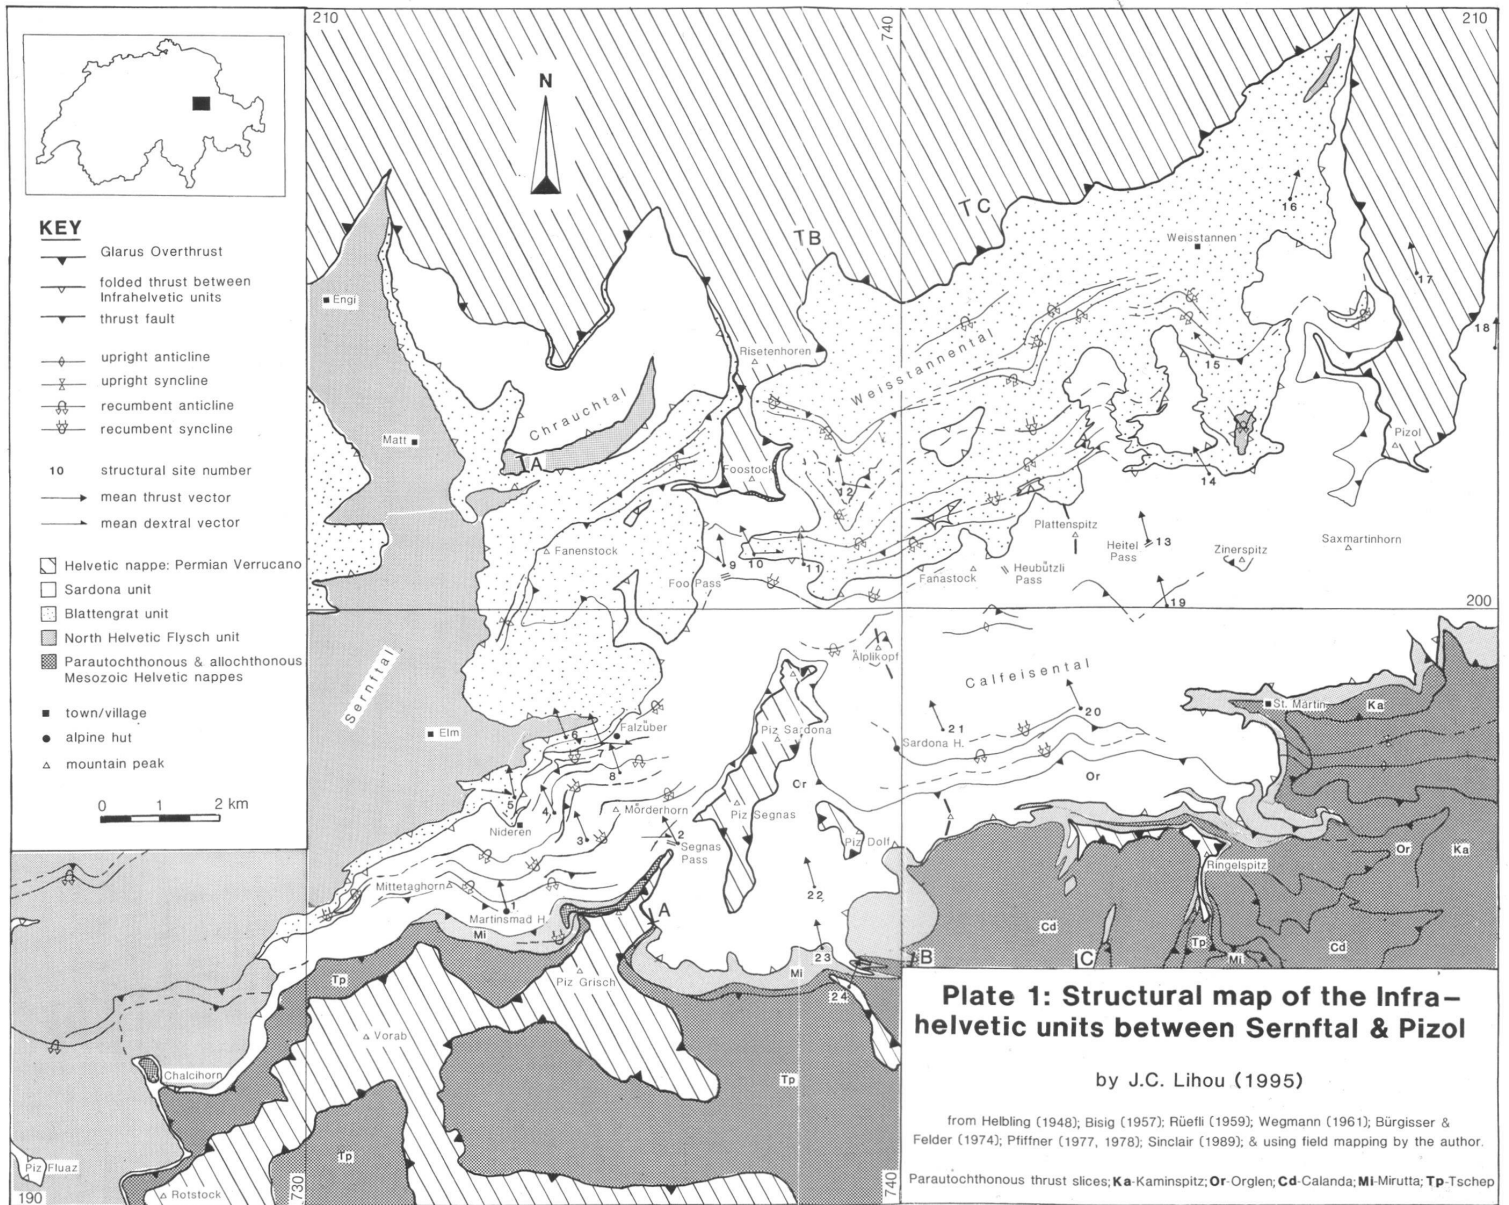 210
740
210
N
KEY
Glarus Overthrust
folded thrust between
Infrahelvetic units
thrust fault
upright anticline
upright syncline
recumbent anticline
recumbent syncline
10 structural site number
mean thrust vector
mean dextral vector
Helvetic nappe: Permian Verrucano
Sardona unit
Blattengrat unit
North Helvetic Flysch unit
Parautochthonous & allochthonous
Mesozoic Helvetic nappes
town/village
alpine hut
mountain peak
0 1 2 km
TC
TB
16
Weisstannen
17
18
Engi
Risetenhoren
Weisstannental
15
Chrauchtal
Matt
TA
Foostock
Pizol
12
14
Plattenspitz
13
Heitel
Pass
Zinerspitz
Saxmartinhorn
Fanenstock
Foo Pass
9
10
11
Fanastock
Heubützli
Pass
19
200
Sernftal
Älplikopf
Calfeisental
20
21
St. Martin
Ka
Elm
6
7
Falzüber
8
Piz Sardona
Sardona H.
Or
Or
5
4
3
Nideren
Mörderhorn
2
Segnas
Pass
Piz Segnas
Piz Dolf
Ringelspitz
Or
Ka
Mittetaghorn
1
Martinsmad H.
Mi
A
22
23
Mi
24
B
Cd
C
Tp
Mi
Cd
Tp
Piz Grisch
Vorab
Chalcihorn
Tp
Tp
Piz Fluaz
190
Rotstock
730
740
Plate 1: Structural map of the Infra–
helvetic units between Sernftal & Pizol
by J.C. Lihou (1995)
from Helbling (1948); Bisig (1957); Rüefli (1959); Wegmann (1961); Bürgisser &
Felder (1974); Pfiffner (1977, 1978); Sinclair (1989); & using field mapping by the author.
Parautochthonous thrust slices; Ka-Kaminspitz; Or-Orglen; Cd-Calanda; Mi-Mirutta; Tp-Tschep